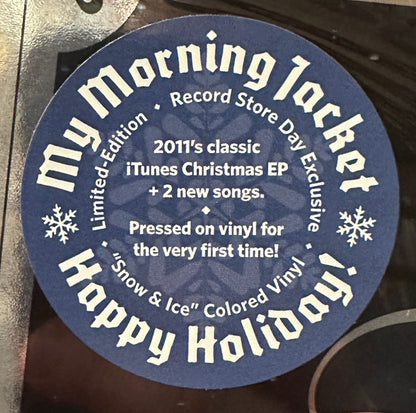 My Morning Jacket
Limited-Edition • Record Store Day Exclusive
2011's classic
iTunes Christmas EP
+ 2 new songs.
Pressed on vinyl for
the very first time!
• "Snow & Ice" Colored Vinyl •
Happy Holiday!